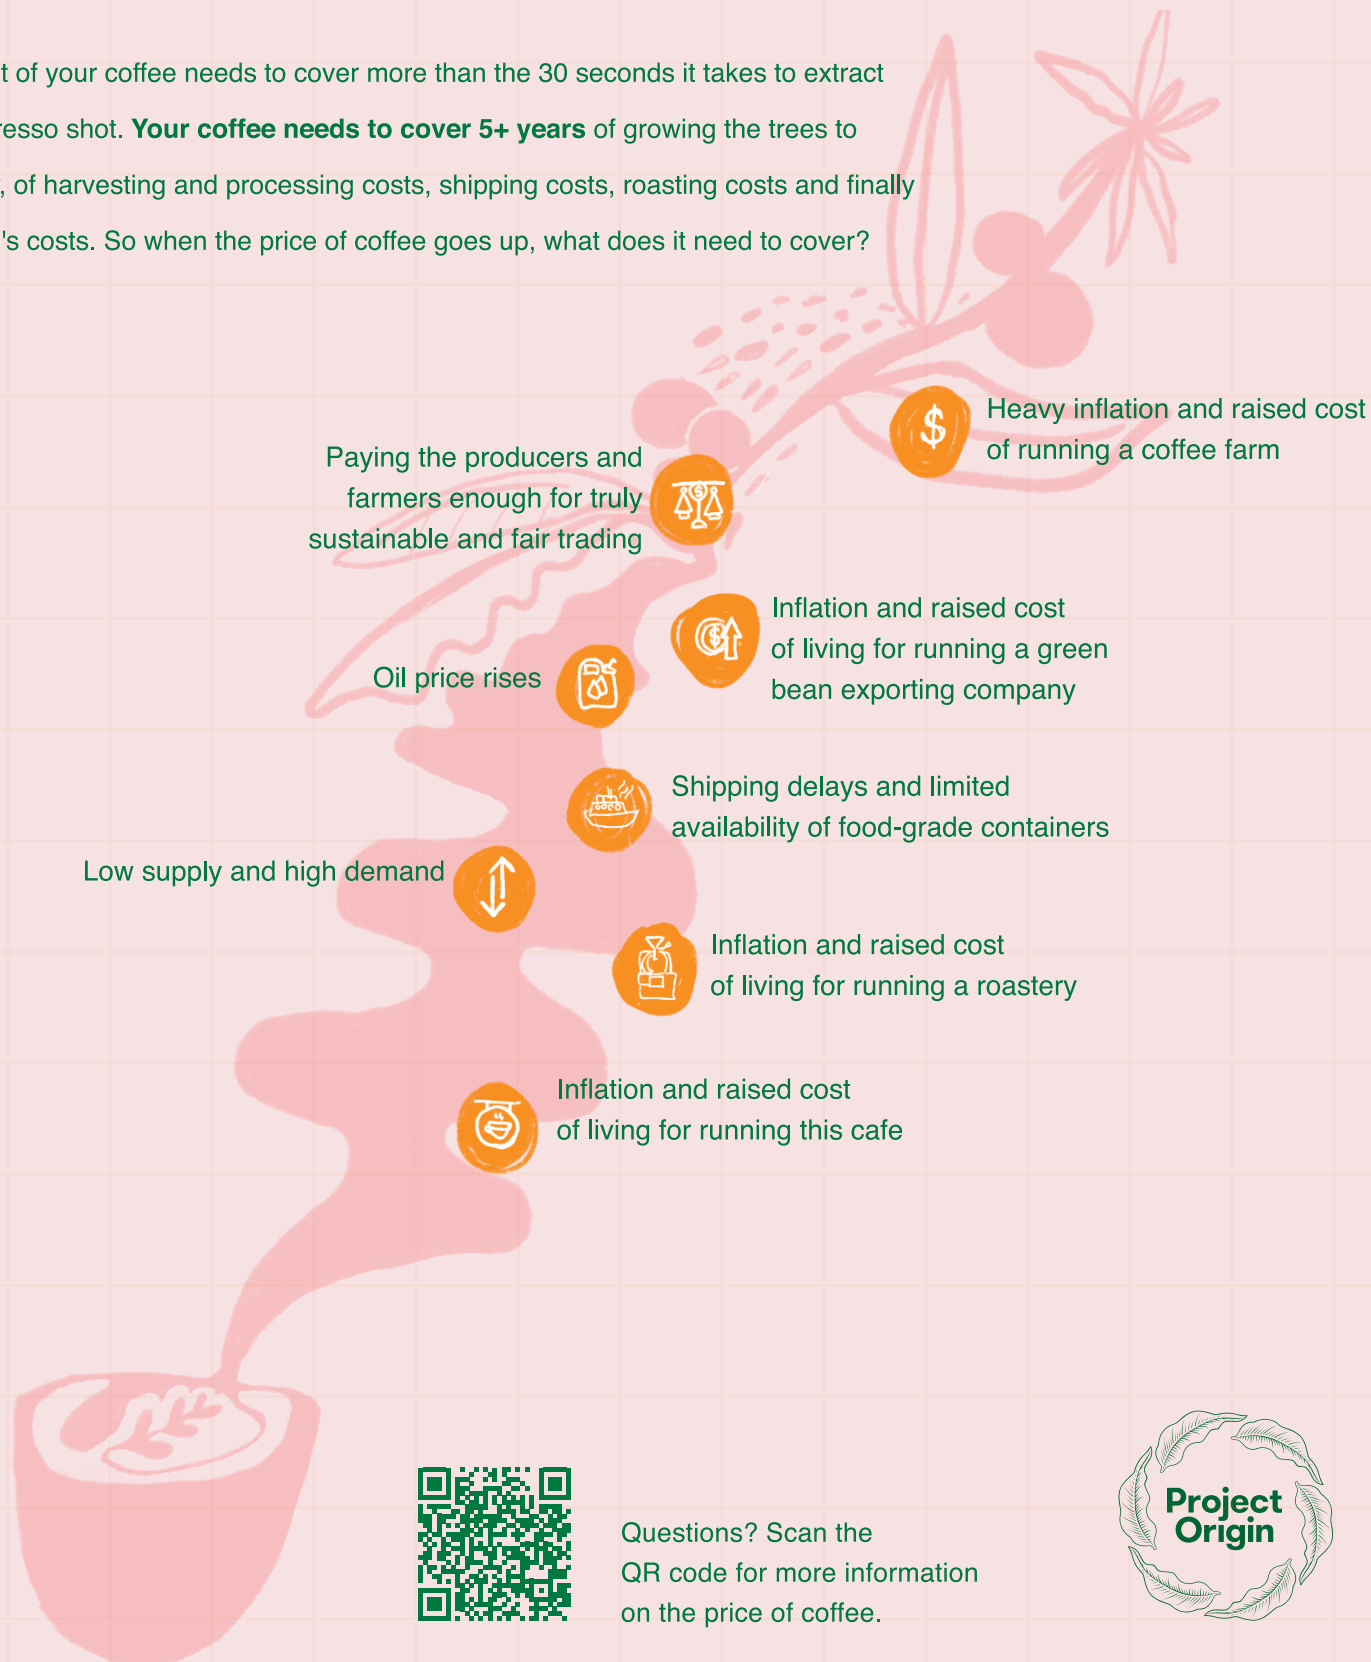 t of your coffee needs to cover more than the 30 seconds it takes to extract
resso shot. Your coffee needs to cover 5+ years of growing the trees to
, of harvesting and processing costs, shipping costs, roasting costs and finally
's costs. So when the price of coffee goes up, what does it need to cover?
Heavy inflation and raised cost
of running a coffee farm
Paying the producers and
farmers enough for truly
sustainable and fair trading
Inflation and raised cost
of living for running a green
bean exporting company
Oil price rises
Shipping delays and limited
availability of food-grade containers
Low supply and high demand
Inflation and raised cost
of living for running a roastery
Inflation and raised cost
of living for running this cafe
Questions? Scan the
QR code for more information
on the price of coffee.
Project
Origin